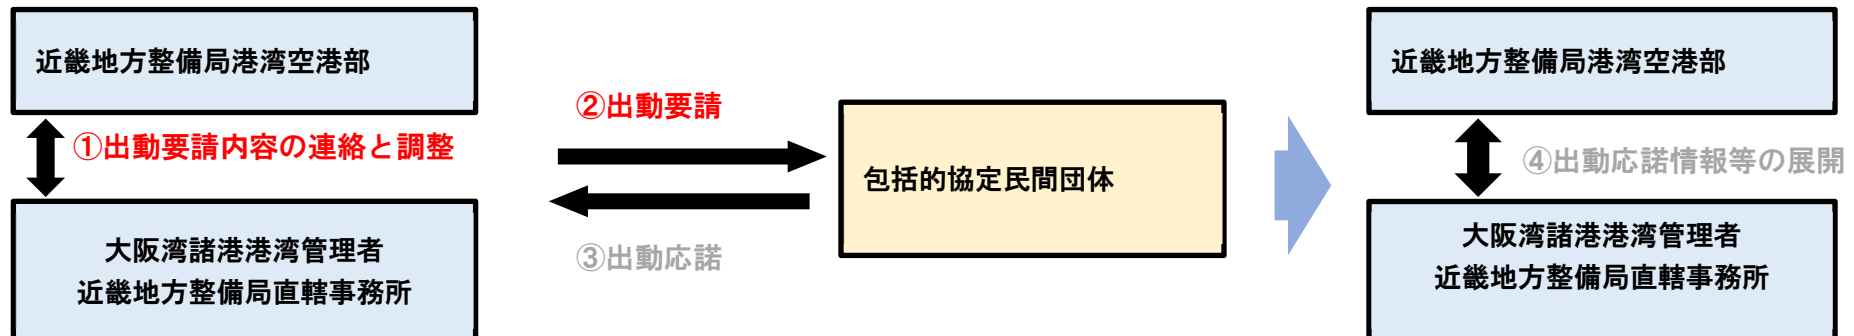 近畿地方整備局港湾空港部
①出動要請内容の連絡と調整
大阪湾諸港港湾管理者
近畿地方整備局直轄事務所
②出動要請
③出動応諾
包括的協定民間団体
近畿地方整備局港湾空港部
④出動応諾情報等の展開
大阪湾諸港港湾管理者
近畿地方整備局直轄事務所